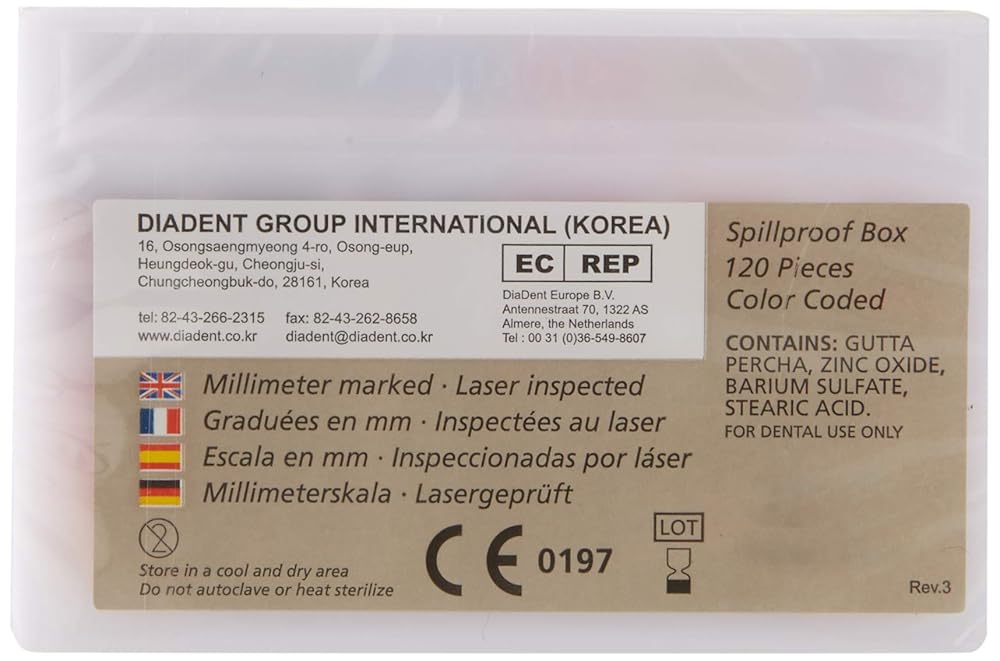 DIADENT GROUP INTERNATIONAL (KOREA)
16, Osongsaengmyeong 4-ro, Osong-eup,
Heungdeok-gu, Cheongju-si,
Chungcheongbuk-do, 28161, Korea
tel: 82-43-266-2315 fax: 82-43-262-8658
www.diadent.co.kr diadent@diadent.co.kr
EC REP
DiaDent Europe B.V.
Antennestraat 70, 1322 AS
Almere, the Netherlands
Tel : 00 31 (0)36-549-8607
Spillproof Box
120 Pieces
Color Coded
CONTAINS: GUTTA
PERCHA, ZINC OXIDE,
BARIUM SULFATE,
STEARIC ACID.
FOR DENTAL USE ONLY
Millimeter marked · Laser inspected
Graduées en mm · Inspectées au laser
Escala en mm · Inspeccionadas por láser
Millimeterskala · Lasergeprüft
2
Store in a cool and dry area
Do not autoclave or heat sterilize
CE 0197
LOT
Rev.3